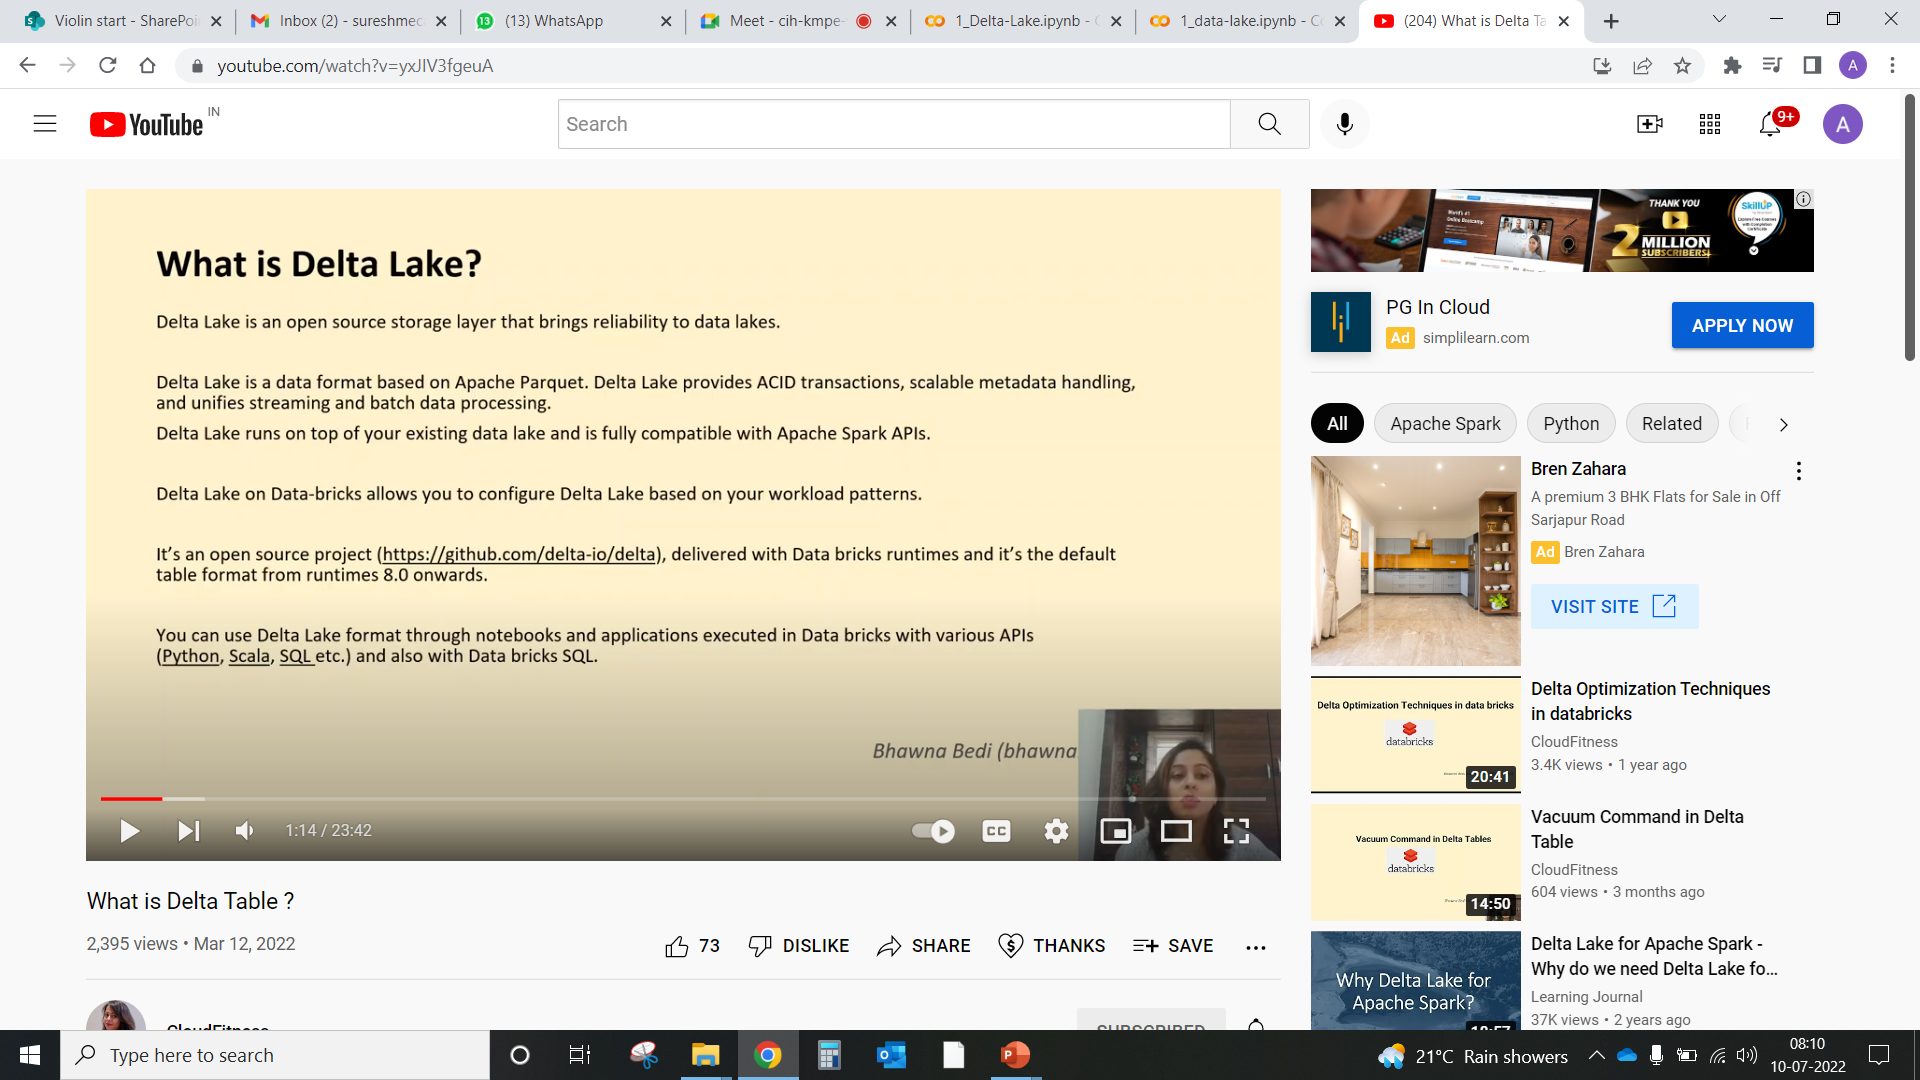 Violin start - SharePoi
Inbox (2) - sureshmec
(13) WhatsApp
Meet - cih-kmpe-
1_Delta-Lake.ipynb - C
1_data-lake.ipynb - Co
(204) What is Delta Ta
youtube.com/watch?v=yxJIV3fgeuA
A
YouTube IN
Search
9+
A
What is Delta Lake?
Delta Lake is an open source storage layer that brings reliability to data lakes.
Delta Lake is a data format based on Apache Parquet. Delta Lake provides ACID transactions, scalable metadata handling,
and unifies streaming and batch data processing.
Delta Lake runs on top of your existing data lake and is fully compatible with Apache Spark APIs.
Delta Lake on Data-bricks allows you to configure Delta Lake based on your workload patterns.
It's an open source project (https://github.com/delta-io/delta), delivered with Data bricks runtimes and it's the default
table format from runtimes 8.0 onwards.
You can use Delta Lake format through notebooks and applications executed in Data bricks with various APIs
(Python, Scala, SQL etc.) and also with Data bricks SQL.
Bhawna Bedi (bhawna
1:14 / 23:42
CC
What is Delta Table ?
2,395 views • Mar 12, 2022
73
DISLIKE
SHARE
THANKS
SAVE
CloudFitness
SUBSCRIBED
THANK YOU
2 MILLION
SUBSCRIBERS!
SkillUP
PG In Cloud
Ad simplilearn.com
APPLY NOW
All
Apache Spark
Python
Related
Bren Zahara
A premium 3 BHK Flats for Sale in Off
Sarjapur Road
Ad Bren Zahara
VISIT SITE
Delta Optimization Techniques in data bricks
databricks
20:41
Delta Optimization Techniques
in databricks
CloudFitness
3.4K views • 1 year ago
Vacuum Command in Delta Tables
databricks
14:50
Vacuum Command in Delta
Table
CloudFitness
604 views • 3 months ago
Why Delta Lake for
Apache Spark?
18:57
Delta Lake for Apache Spark -
Why do we need Delta Lake fo...
Learning Journal
37K views • 2 years ago
Type here to search
21°C Rain showers
08:10
10-07-2022